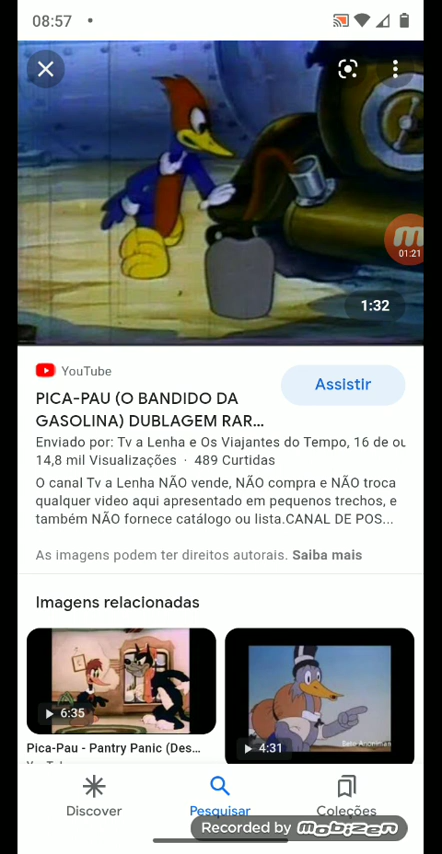 08:57
01:21
1:32
YouTube
Assistir
PICA-PAU (O BANDIDO DA
GASOLINA) DUBLAGEM RAR...
Enviado por: Tv a Lenha e Os Viajantes do Tempo, 16 de ou
14,8 mil Visualizações · 489 Curtidas
O canal Tv a Lenha NÃO vende, NÃO compra e NÃO troca
qualquer video aqui apresentado em pequenos trechos, e
também NÃO fornece catálogo ou lista.CANAL DE POS...
As imagens podem ter direitos autorais. Saiba mais
Imagens relacionadas
6:35
4:31
Beto Anonimas
Pica-Pau - Pantry Panic (Des...
YouTube
Discover
Pesquisar
Coleções
Recorded by mobizen